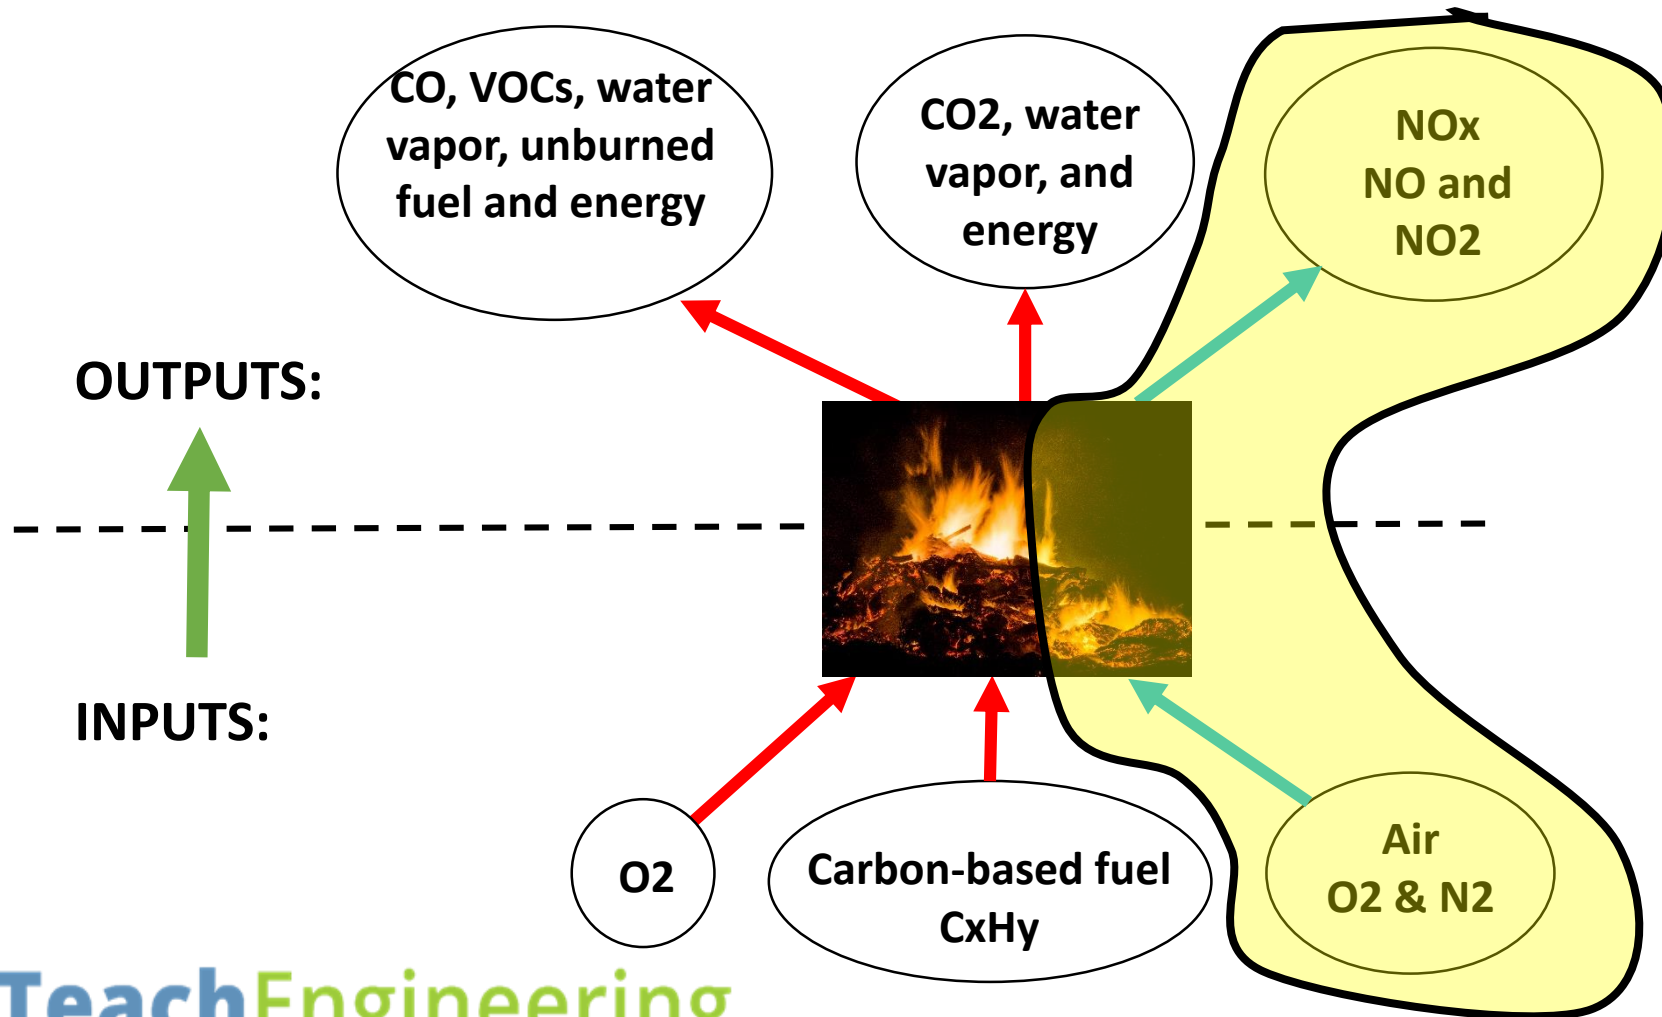 CO, VOCs, water
vapor, unburned
fuel and energy
CO2, water
vapor, and
energy
NOx
NO and
NO2
OUTPUTS:
INPUTS:
O2
Carbon-based fuel
CxHy
Air
O2 & N2
TeachEngineering